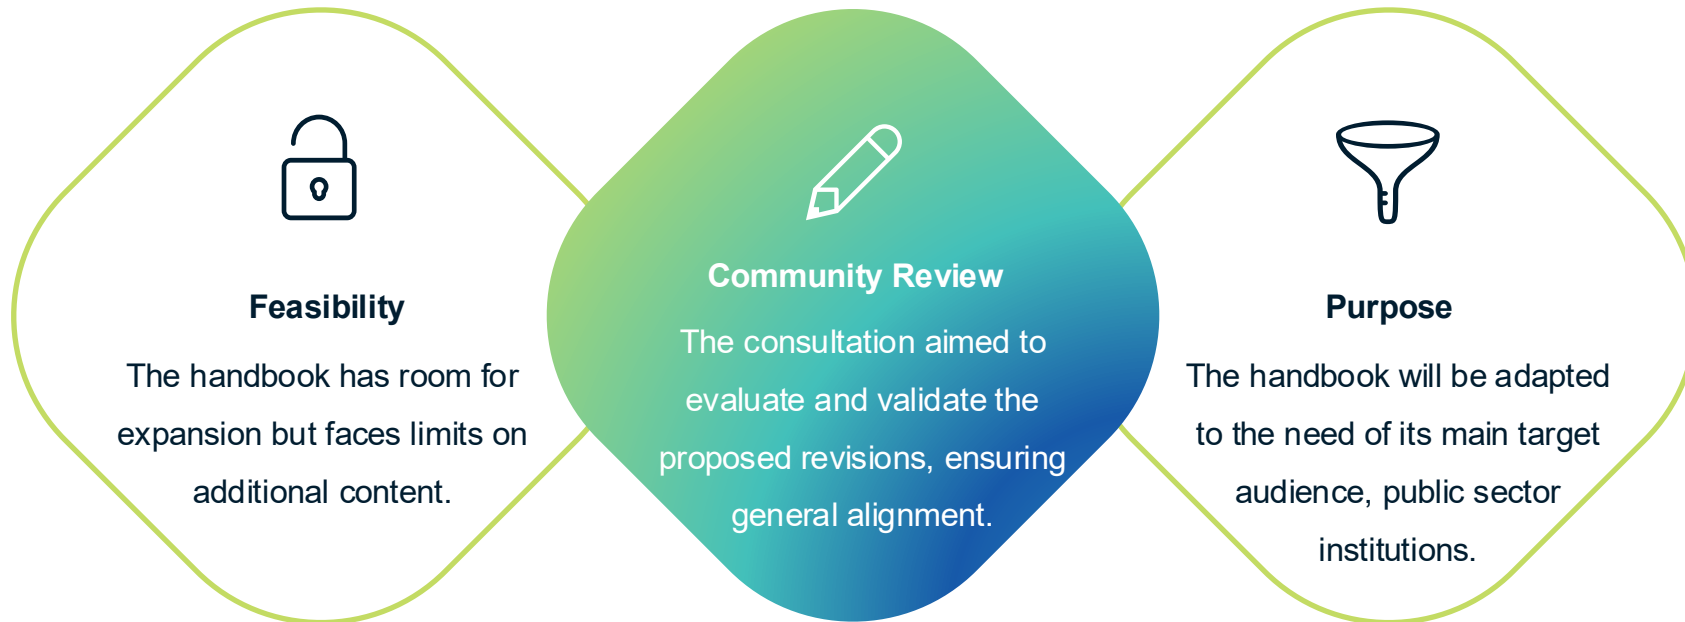 Feasibility
The handbook has room for
expansion but faces limits on
additional content.
Community Review
The consultation aimed to
evaluate and validate the
proposed revisions, ensuring
general alignment.
Purpose
The handbook will be adapted
to the need of its main target
audience, public sector
institutions.